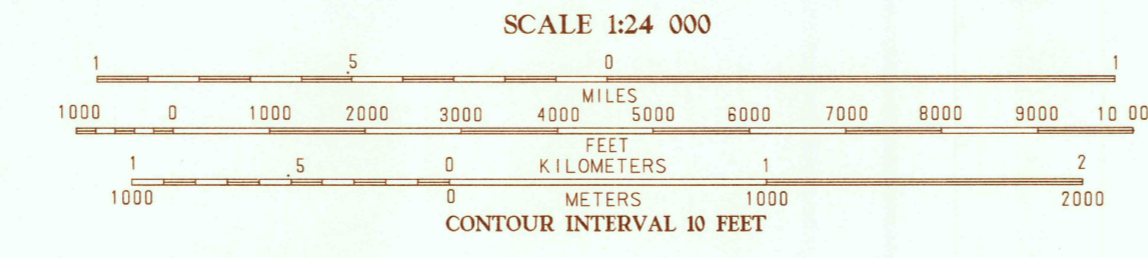 SCALE 1:24 000
1 .5 0 1
MILES
1000 0 1000 2000 3000 4000 5000 6000 7000 8000 9000 10 00
FEET
1 .5 0 KILOMETERS 1 2
1000 0 METERS 1000 2000
CONTOUR INTERVAL 10 FEET